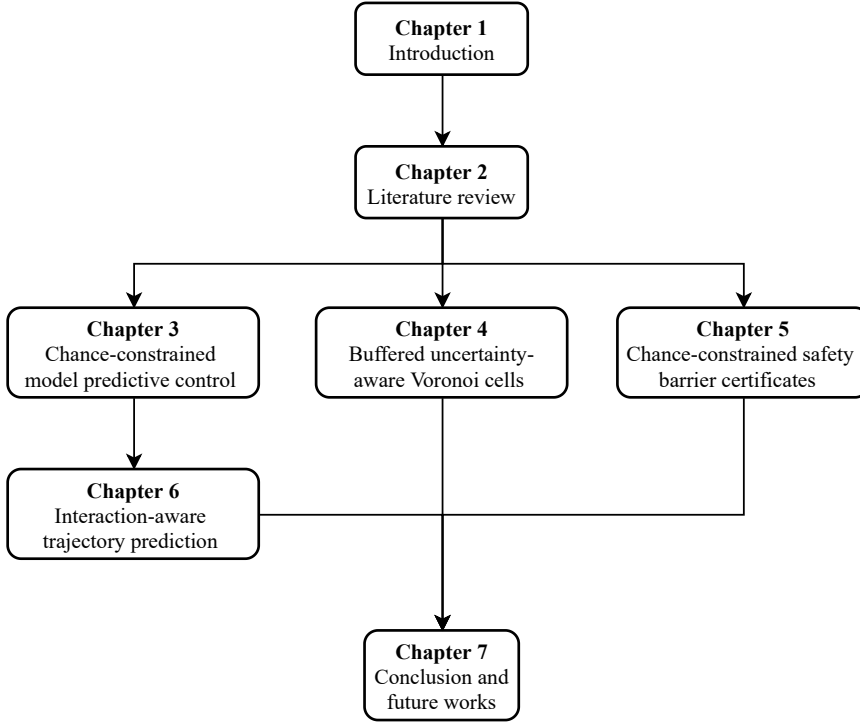 Chapter 1
Introduction
Chapter 2
Literature review
Chapter 3
Chance-constrained
model predictive control
Chapter 4
Buffered uncertainty-
aware Voronoi cells
Chapter 5
Chance-constrained safety
barrier certificates
Chapter 6
Interaction-aware
trajectory prediction
Chapter 7
Conclusion and
future works